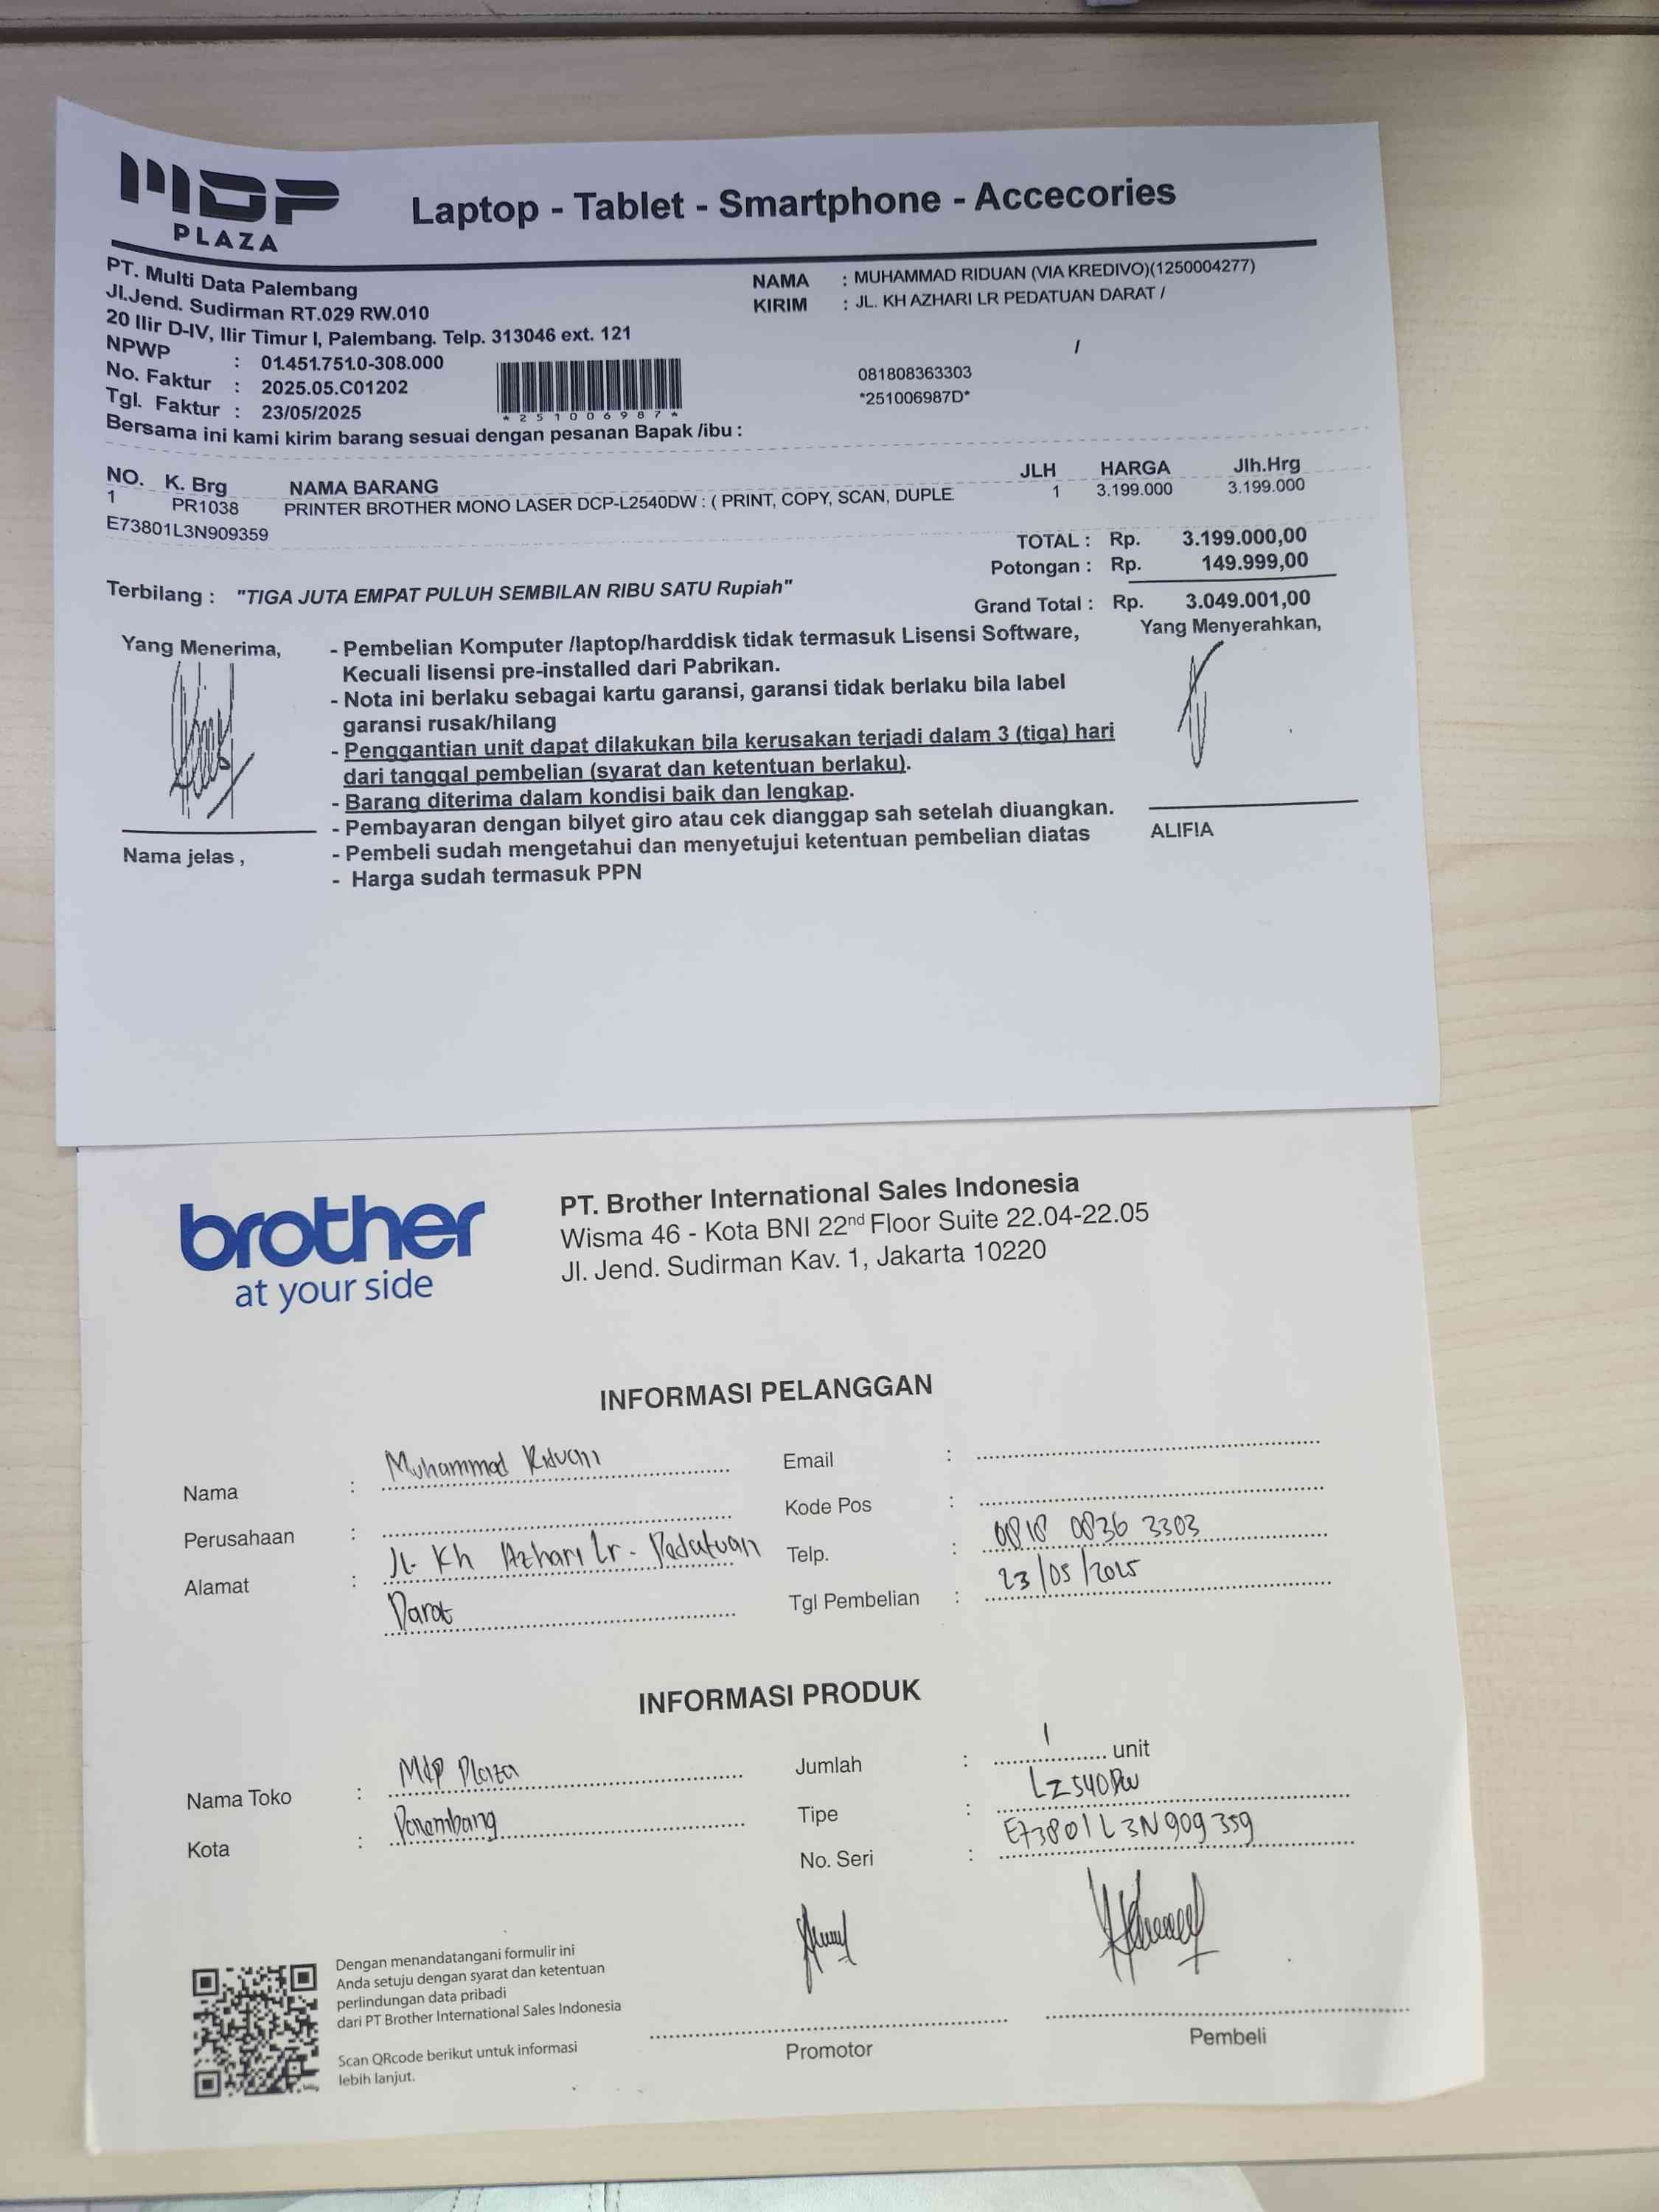 MDP
PLAZA
Laptop - Tablet - Smartphone - Accecories
PT. Multi Data Palembang
Jl.Jend. Sudirman RT.029 RW.010
20 Ilir D-IV, Ilir Timur I, Palembang. Telp. 313046 ext. 121
NPWP : 01.451.751.0-308.000
No. Faktur : 2025.05.C01202
Tgl. Faktur : 23/05/2025
*251006987*
NAMA : MUHAMMAD RIDUAN (VIA KREDIVO)(1250004277)
KIRIM : JL. KH AZHARI LR PEDATUAN DARAT /
/
081808363303
*251006987D*
Bersama ini kami kirim barang sesuai dengan pesanan Bapak /ibu :
NO. K. Brg NAMA BARANG JLH HARGA Jlh.Hrg
1 PR1038 PRINTER BROTHER MONO LASER DCP-L2540DW : ( PRINT, COPY, SCAN, DUPLE 1 3.199.000 3.199.000
E73801L3N909359
TOTAL : Rp. 3.199.000,00
Potongan : Rp. 149.999,00
Terbilang : "TIGA JUTA EMPAT PULUH SEMBILAN RIBU SATU Rupiah"
Grand Total : Rp. 3.049.001,00
Yang Menerima,
- Pembelian Komputer /laptop/harddisk tidak termasuk Lisensi Software,
Kecuali lisensi pre-installed dari Pabrikan.
- Nota ini berlaku sebagai kartu garansi, garansi tidak berlaku bila label
garansi rusak/hilang
- Penggantian unit dapat dilakukan bila kerusakan terjadi dalam 3 (tiga) hari
dari tanggal pembelian (syarat dan ketentuan berlaku).
- Barang diterima dalam kondisi baik dan lengkap.
- Pembayaran dengan bilyet giro atau cek dianggap sah setelah diuangkan.
- Pembeli sudah mengetahui dan menyetujui ketentuan pembelian diatas
- Harga sudah termasuk PPN
Nama jelas ,
Yang Menyerahkan,
ALIFIA
brother
at your side
PT. Brother International Sales Indonesia
Wisma 46 - Kota BNI 22nd Floor Suite 22.04-22.05
Jl. Jend. Sudirman Kav. 1, Jakarta 10220
INFORMASI PELANGGAN
Nama : Muhammad Riduan
Perusahaan :
Alamat : Jl. Kh Azhari Lr. Pedatuan
Darat
Email :
Kode Pos :
Telp. : 0818 0836 3303
Tgl Pembelian : 23/05/2025
INFORMASI PRODUK
Nama Toko : Mdp Plaza
Kota :
Jumlah : 1 unit
Tipe : L2540DW
No. Seri : E73801L3N909359
Dengan menandatangani formulir ini
Anda setuju dengan syarat dan ketentuan
perlindungan data pribadi
dari PT Brother International Sales Indonesia
Scan QRcode berikut untuk informasi
lebih lanjut.
Promotor
Pembeli